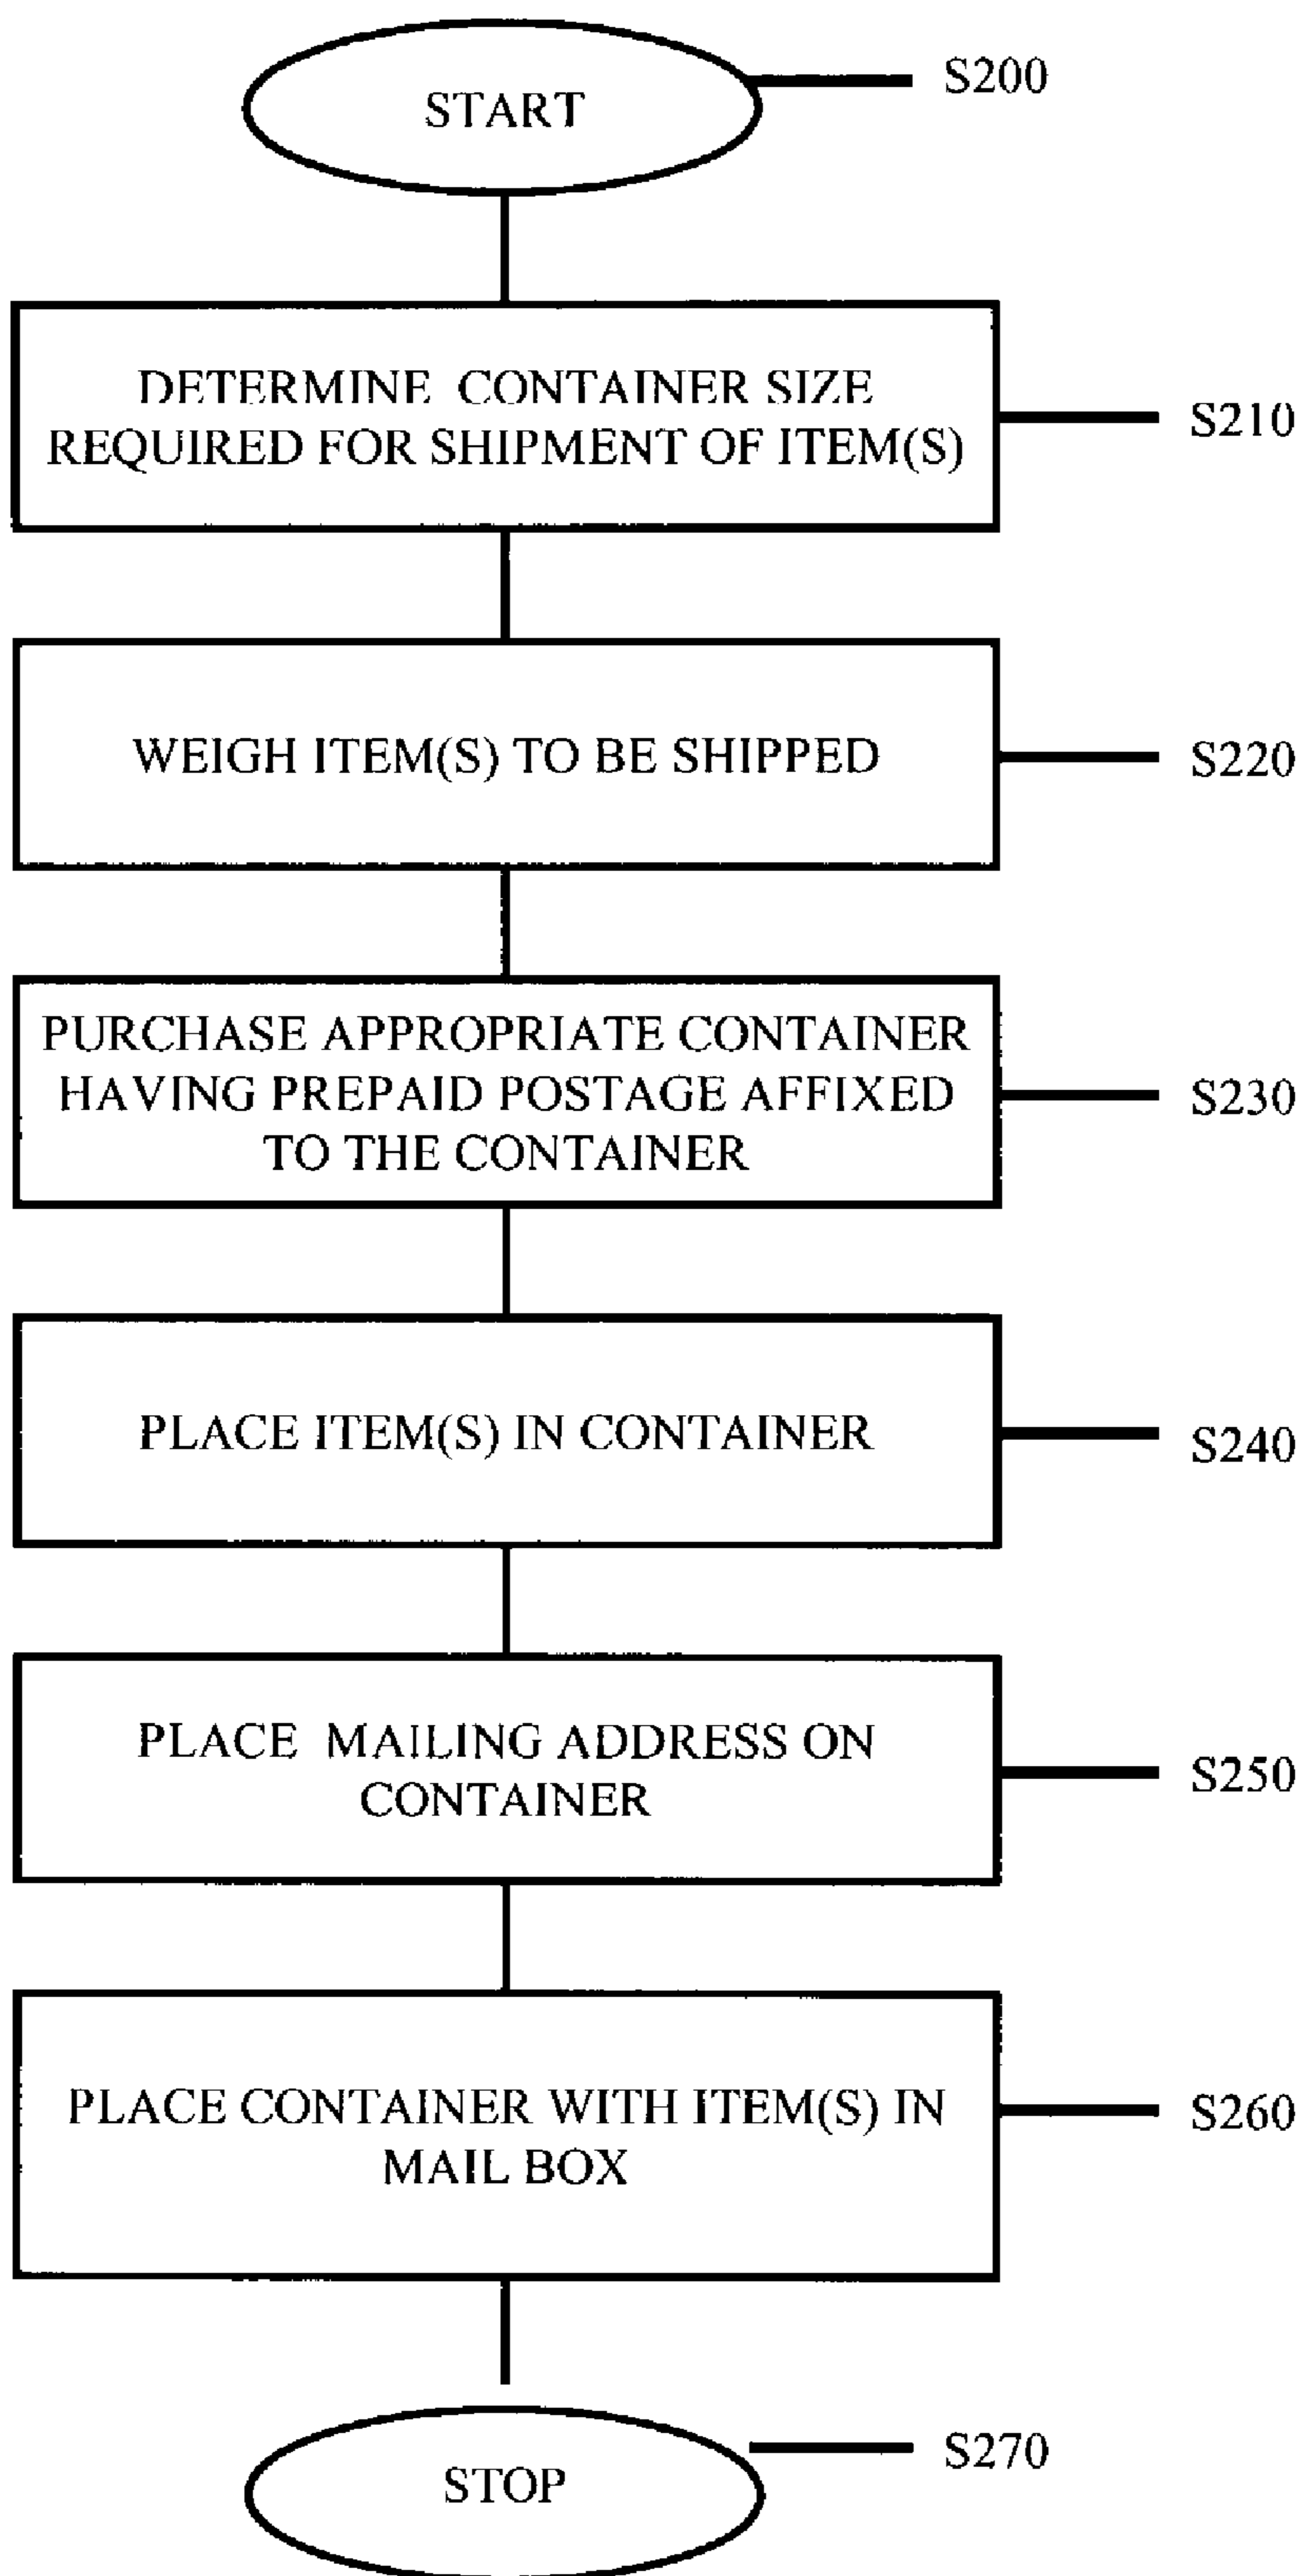 START
S200
DETERMINE CONTAINER SIZE
REQUIRED FOR SHIPMENT OF ITEM(S)
S210
WEIGH ITEM(S) TO BE SHIPPED
S220
PURCHASE APPROPRIATE CONTAINER
HAVING PREPAID POSTAGE AFFIXED
TO THE CONTAINER
S230
PLACE ITEM(S) IN CONTAINER
S240
PLACE MAILING ADDRESS ON
CONTAINER
S250
PLACE CONTAINER WITH ITEM(S) IN
MAIL BOX
S260
STOP
S270